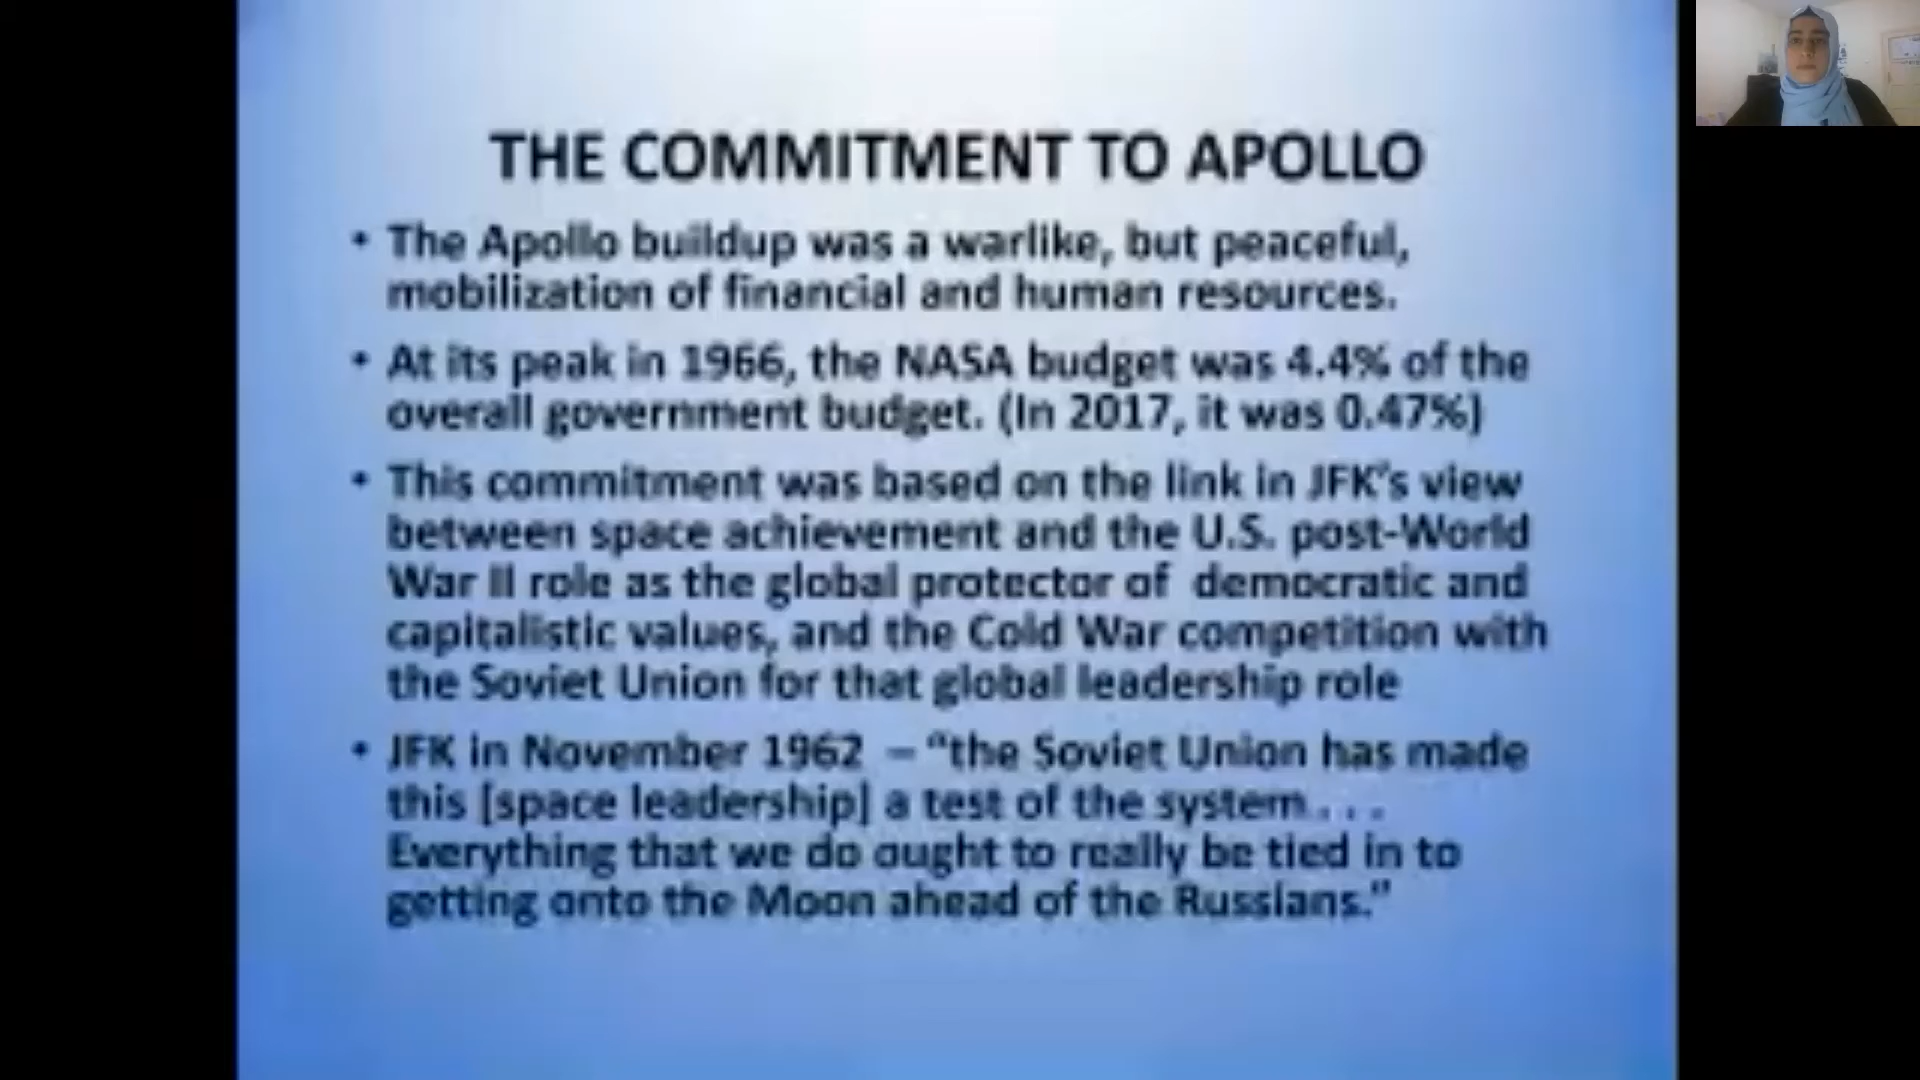 THE COMMITMENT TO APOLLO
• The Apollo buildup was a warlike, but peaceful,
mobilization of financial and human resources.
• At its peak in 1966, the NASA budget was 4.4% of the
overall government budget. (In 2017, it was 0.47%)
• This commitment was based on the link in JFK’s view
between space achievement and the U.S. post-World
War II role as the global protector of democratic and
capitalistic values, and the Cold War competition with
the Soviet Union for that global leadership role
• JFK in November 1962 – “the Soviet Union has made
this [space leadership] a test of the system . . .
Everything that we do ought to really be tied in to
getting onto the Moon ahead of the Russians.”